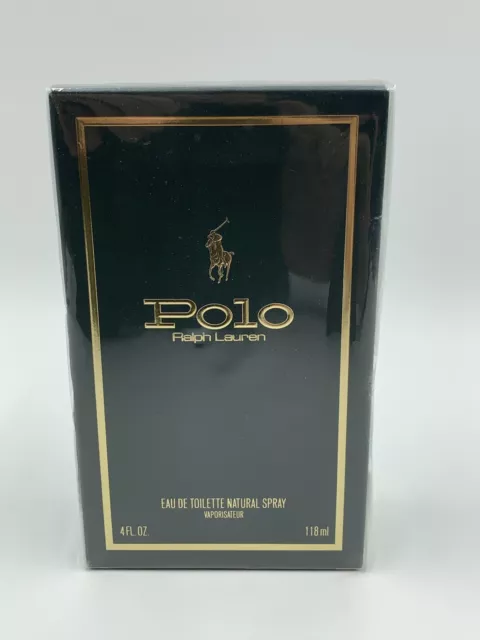 Polo
Ralph Lauren
EAU DE TOILETTE NATURAL SPRAY
VAPORISATEUR
4 FL. OZ. 118 ml